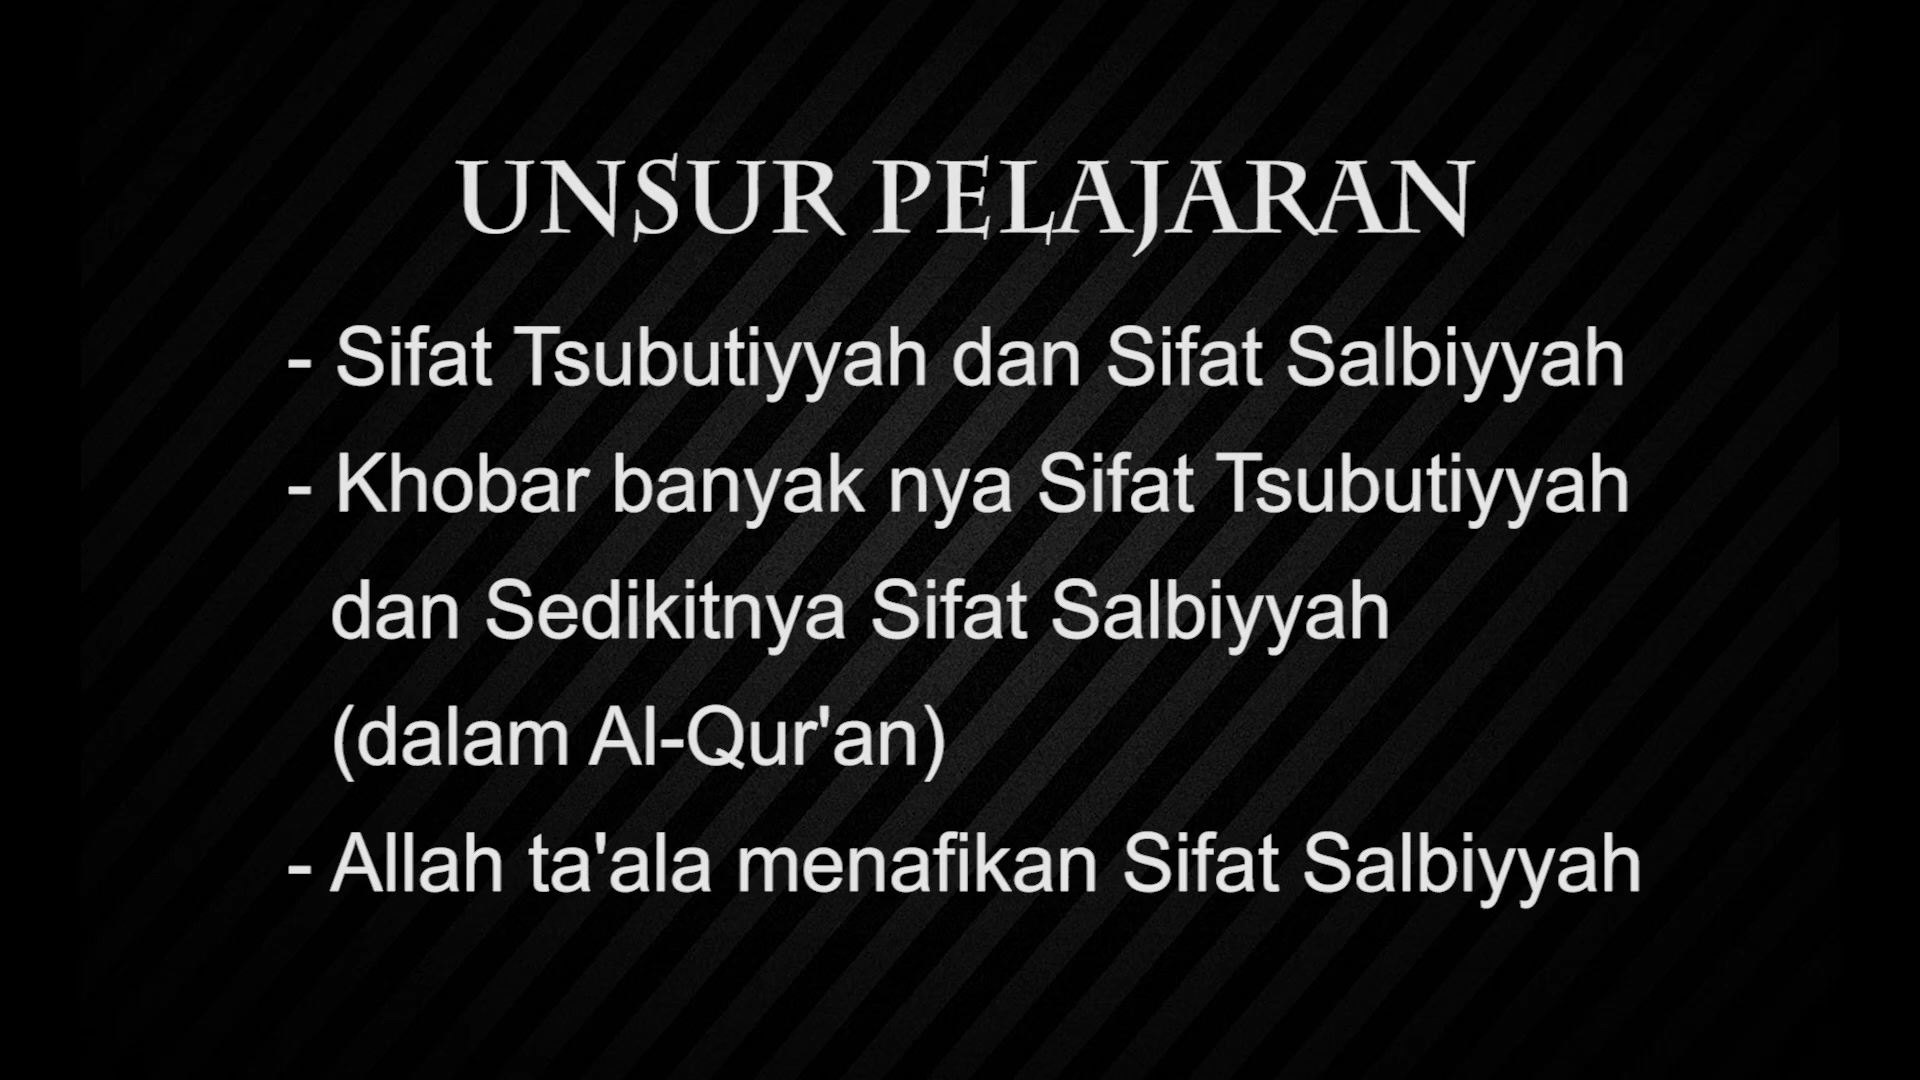 UNSUR PELAJARAN
- Sifat Tsubutiyyah dan Sifat Salbiyyah
- Khobar banyak nya Sifat Tsubutiyyah
dan Sedikitnya Sifat Salbiyyah
(dalam Al-Qur'an)
- Allah ta'ala menafikan Sifat Salbiyyah